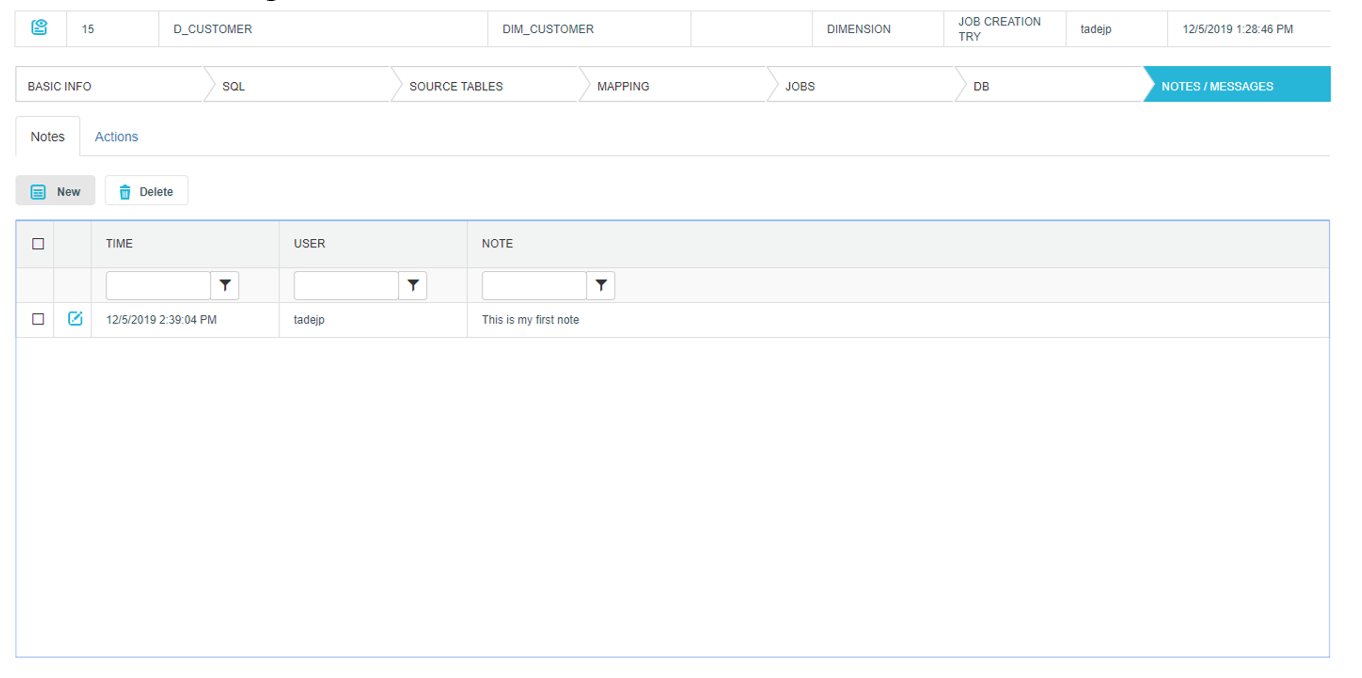 15 D_CUSTOMER DIM_CUSTOMER DIMENSION JOB CREATION TRY tadejp 12/5/2019 1:28:46 PM
BASIC INFO SQL SOURCE TABLES MAPPING JOBS DB NOTES / MESSAGES
Notes Actions
New Delete
TIME USER NOTE
12/5/2019 2:39:04 PM tadejp This is my first note